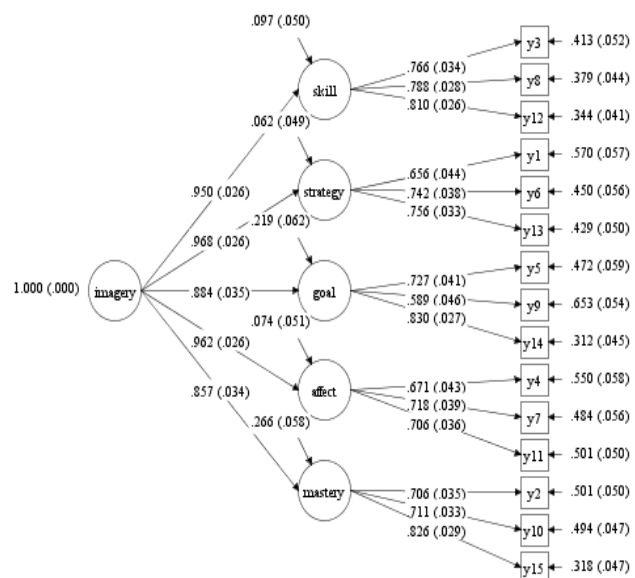 .097 (.050)
y3
.413 (.052)
.766 (.034)
skill
.788 (.028)
y8
.379 (.044)
.810 (.026)
y12
.344 (.041)
.062 (.049)
.950 (.026)
y1
.570 (.057)
.656 (.044)
strategy
.742 (.038)
y6
.450 (.056)
.756 (.033)
y13
.429 (.050)
.219 (.062)
.968 (.026)
y5
.472 (.059)
.727 (.041)
1.000 (.000)
imagery
.884 (.035)
goal
.589 (.046)
y9
.653 (.054)
.830 (.027)
y14
.312 (.045)
.074 (.051)
.962 (.026)
y4
.550 (.058)
.671 (.043)
affect
.718 (.039)
y7
.484 (.056)
.706 (.036)
y11
.501 (.050)
.857 (.034)
.266 (.058)
mastery
.706 (.035)
y2
.501 (.050)
.711 (.033)
y10
.494 (.047)
.826 (.029)
y15
.318 (.047)